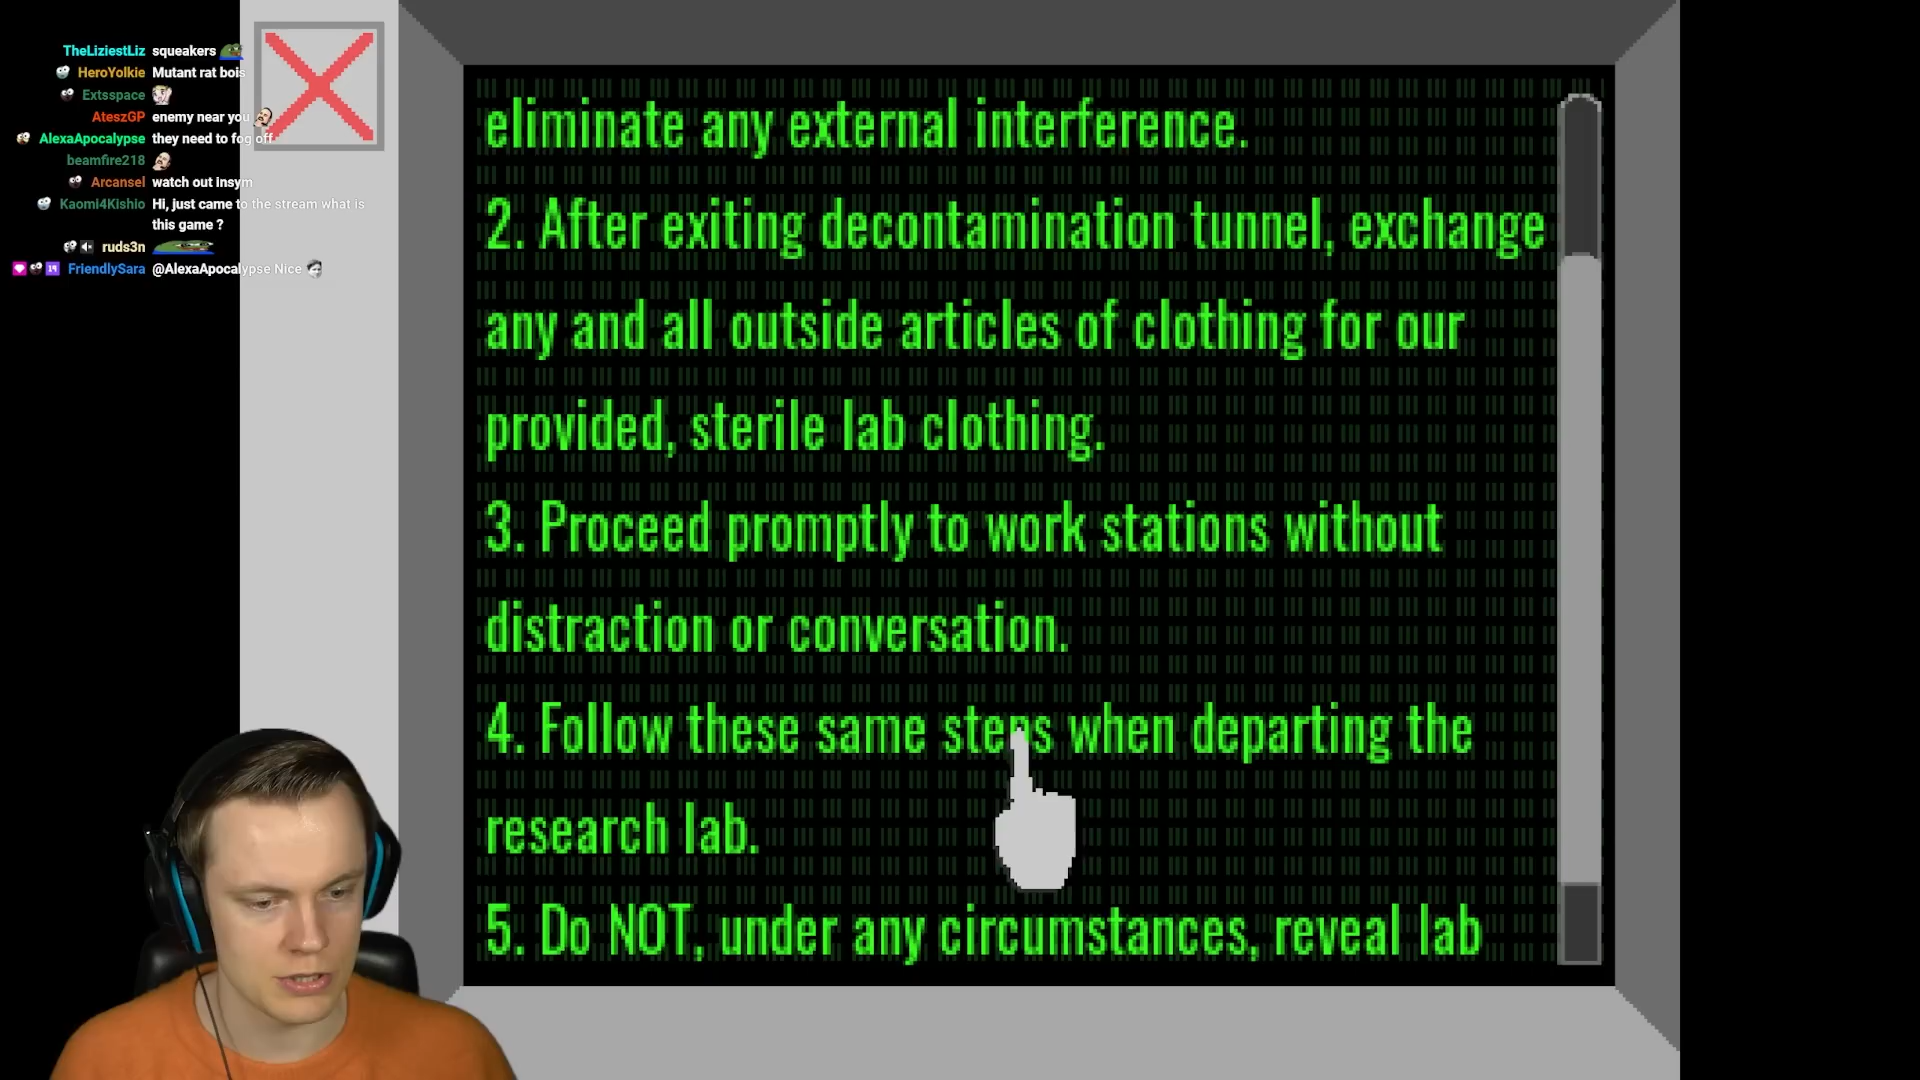 TheLiziestLiz squeakers
HeroYolkie Mutant rat bois
Extsspace
AteszGP enemy near you
AlexaApocalypse they need to fog off
beamfire218
Arcansel watch out Insym
Kaomi4Kishio Hi, just came to the stream what is
this game ?
ruds3n
19 FriendlySara @AlexaApocalypse Nice
eliminate any external interference.
2. After exiting decontamination tunnel, exchange
any and all outside articles of clothing for our
provided, sterile lab clothing.
3. Proceed promptly to work stations without
distraction or conversation.
4. Follow these same steps when departing the
research lab.
5. Do NOT, under any circumstances, reveal lab